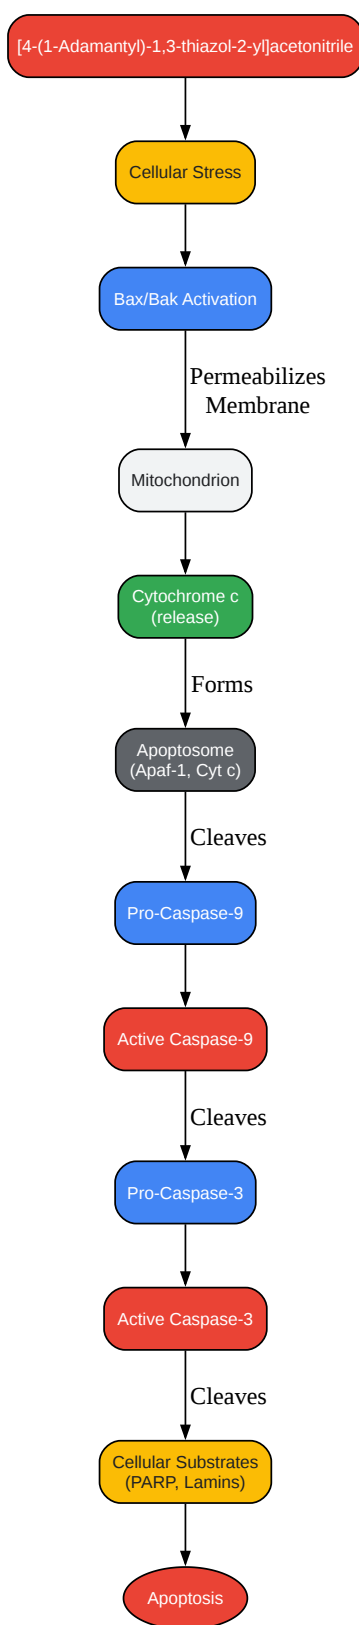 [4-(1-Adamantyl)-1,3-thiazol-2-yl]acetonitrile
Cellular Stress
Bax/Bak Activation
Permeabilizes
Membrane
Mitochondrion
Cytochrome c
(release)
Forms
Apoptosome
(Apaf-1, Cyt c)
Cleaves
Pro-Caspase-9
Active Caspase-9
Cleaves
Pro-Caspase-3
Active Caspase-3
Cleaves
Cellular Substrates
(PARP, Lamins)
Apoptosis